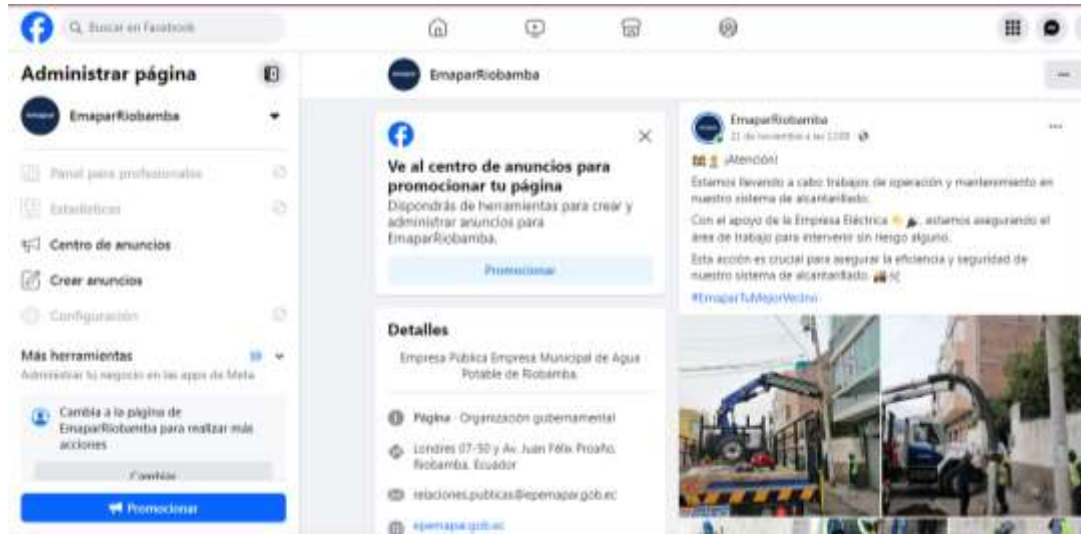 Buscar en Facebook
Administrar página
EmaparRiobamba
Panel para profesionales
Estadísticas
Centro de anuncios
Crear anuncios
Configuración
Más herramientas
Administrar tu negocio en las apps de Meta
Cambia a la página de
EmaparRiobamba para realizar más
acciones
Cambiar
Promocionar
EmaparRiobamba
Ve al centro de anuncios para
promocionar tu página
Dispondrás de herramientas para crear y
administrar anuncios para
EmaparRiobamba.
Promocionar
Detalles
Empresa Pública Empresa Municipal de Agua
Potable de Riobamba.
Página · Organización gubernamental
Londres 07-50 y Av. Juan Félix Proaño,
Riobamba, Ecuador
relaciones.publicas@epemapar.gob.ec
epemapar.gob.ec
EmaparRiobamba
21 de noviembre a las 12:09
¡Atención!
Estamos llevando a cabo trabajos de operación y mantenimiento en
nuestro sistema de alcantarillado.
Con el apoyo de la Empresa Eléctrica, estamos asegurando el
área de trabajo para intervenir sin riesgo alguno.
Esta acción es crucial para asegurar la eficiencia y seguridad de
nuestro sistema de alcantarillado.
#EmaparTuMejorVecino